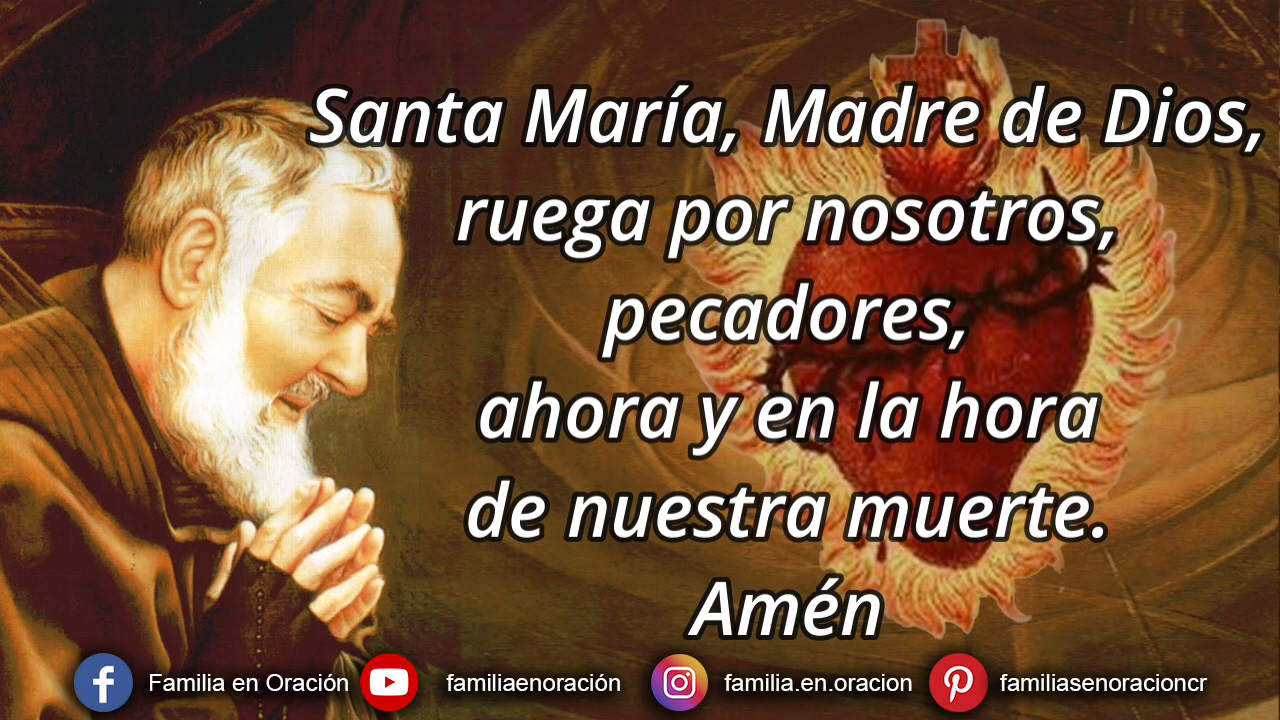 Santa María, Madre de Dios,
ruega por nosotros,
pecadores,
ahora y en la hora
de nuestra muerte.
Amén
Familia en Oración
familiaenoración
familia.en.oracion
familiasenoracioncr